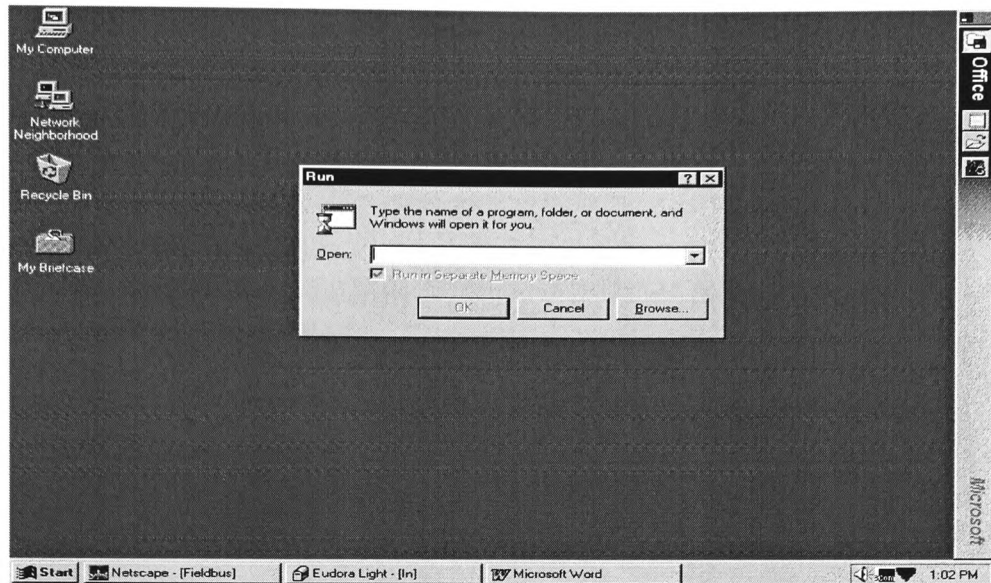 My Computer
Network
Neighborhood
Recycle Bin
My Briefcase
Office
Run
Type the name of a program, folder, or document, and
Windows will open it for you.
Open:
Run in Separate Memory Space
OK
Cancel
Browse...
Microsoft
Start
Netscape - [Fieldbus]
Eudora Light - [In]
Microsoft Word
1:02 PM